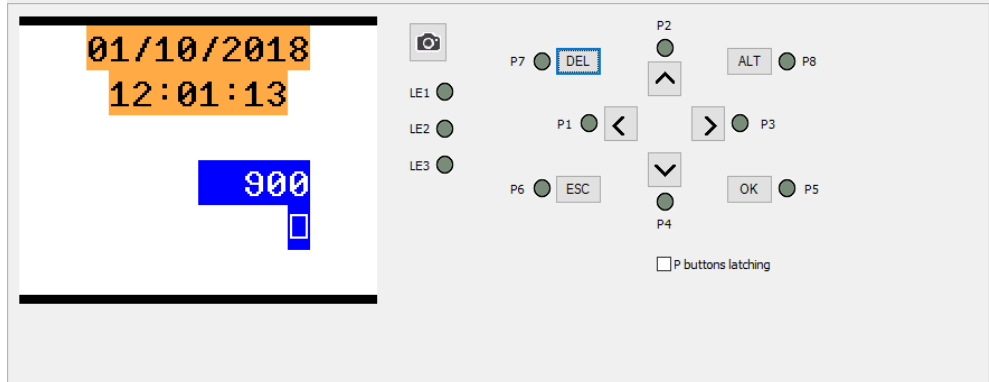 01/10/2018
12:01:13
900
LE1
LE2
LE3
P2
P7 DEL
ALT P8
P1
P3
P6 ESC
OK P5
P4
P buttons latching